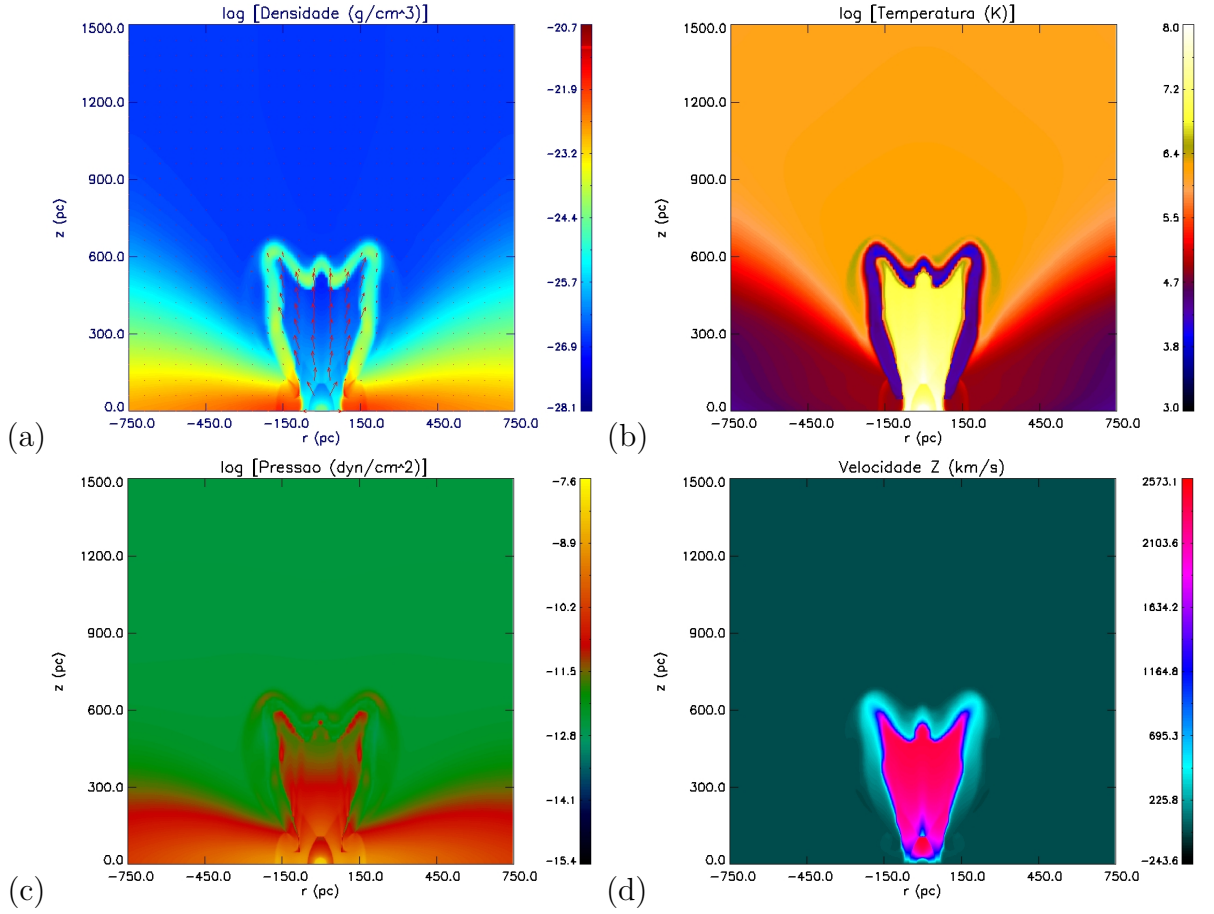 log [Densidade (g/cm^3)]
1500.0
1200.0
900.0
600.0
300.0
0.0
z (pc)
-750.0 -450.0 -150.0 150.0 450.0 750.0
r (pc)
-20.7
-21.9
-23.2
-24.4
-25.7
-26.9
-28.1
(a)
log [Temperatura (K)]
1500.0
1200.0
900.0
600.0
300.0
0.0
z (pc)
-750.0 -450.0 -150.0 150.0 450.0 750.0
r (pc)
8.0
7.2
6.4
5.5
4.7
3.8
3.0
(b)
log [Pressao (dyn/cm^2)]
1500.0
1200.0
900.0
600.0
300.0
0.0
z (pc)
-750.0 -450.0 -150.0 150.0 450.0 750.0
r (pc)
-7.6
-8.9
-10.2
-11.5
-12.8
-14.1
-15.4
(c)
Velocidade Z (km/s)
1500.0
1200.0
900.0
600.0
300.0
0.0
z (pc)
-750.0 -450.0 -150.0 150.0 450.0 750.0
r (pc)
2573.1
2103.6
1634.2
1164.8
695.3
225.8
-243.6
(d)